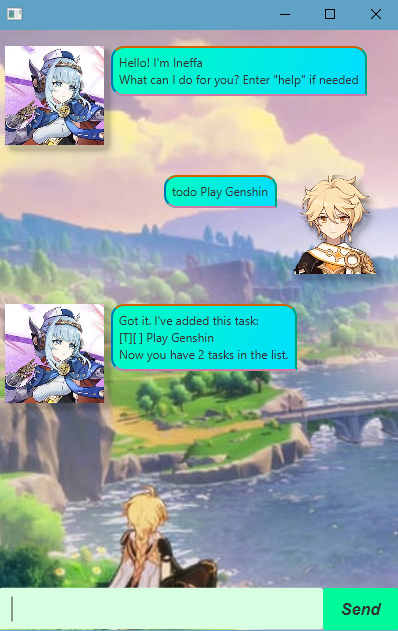 Hello! I'm Ineffa
What can I do for you? Enter "help" if needed
todo Play Genshin
Got it. I've added this task:
[T][ ] Play Genshin
Now you have 2 tasks in the list.
Send